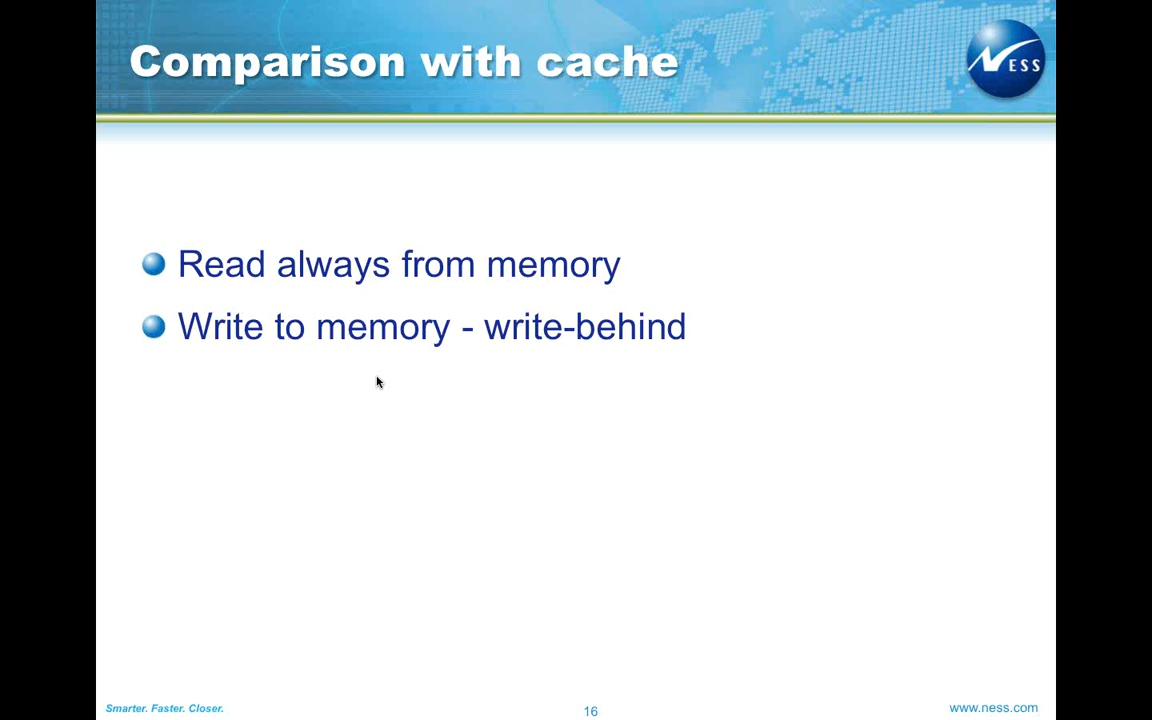 Comparison with cache
NESS
Read always from memory
Write to memory - write-behind
Smarter. Faster. Closer.
16
www.ness.com